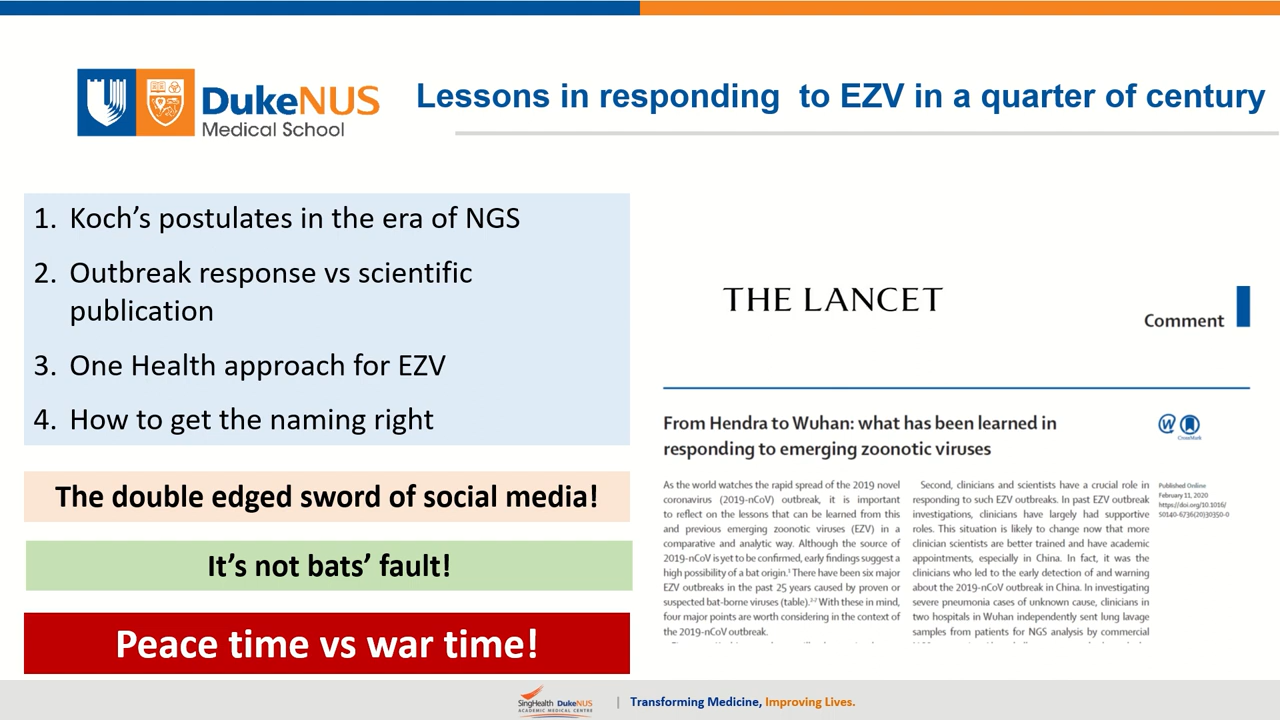 DukeNUS
Medical School
Lessons in responding to EZV in a quarter of century
1. Koch's postulates in the era of NGS
2. Outbreak response vs scientific
publication
3. One Health approach for EZV
4. How to get the naming right
The double edged sword of social media!
It's not bats' fault!
Peace time vs war time!
THE LANCET
Comment
From Hendra to Wuhan: what has been learned in
responding to emerging zoonotic viruses
As the world watches the rapid spread of the 2019 novel
coronavirus (2019-nCoV) outbreak, it is important
to reflect on the lessons that can be learned from this
and previous emerging zoonotic viruses (EZV) in a
comparative and analytic way. Although the source of
2019-nCoV is yet to be confirmed, early findings suggest a
high possibility of a bat origin.¹ There have been six major
EZV outbreaks in the past 25 years caused by proven or
suspected bat-borne viruses (table).²⁻⁷ With these in mind,
four major points are worth considering in the context of
the 2019-nCoV outbreak.
Second, clinicians and scientists have a crucial role in
responding to such EZV outbreaks. In past EZV outbreak
investigations, clinicians have largely had supportive
roles. This situation is likely to change now that more
clinician scientists are better trained and have academic
appointments, especially in China. In fact, it was the
clinicians who led to the early detection of and warning
about the 2019-nCoV outbreak in China. In investigating
severe pneumonia cases of unknown cause, clinicians in
two hospitals in Wuhan independently sent lung lavage
samples from patients for NGS analysis by commercial
CrossMark
Published Online
February 11, 2020
https://doi.org/10.1016/
S0140-6736(20)30350-0
SingHealth DukeNUS
ACADEMIC MEDICAL CENTRE
| Transforming Medicine, Improving Lives.